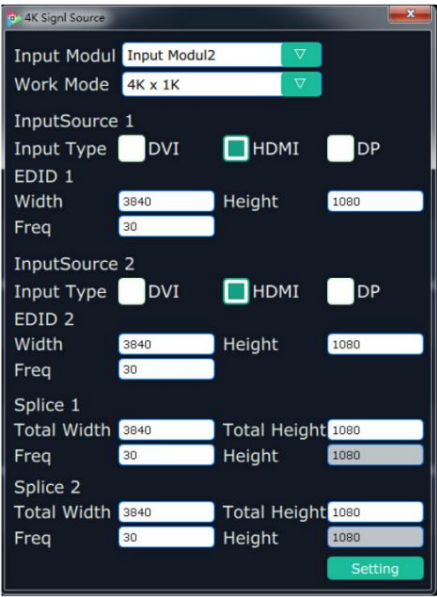 4K Signl Source
Input Modul Input Modul2
Work Mode 4K x 1K
InputSource 1
Input Type DVI HDMI DP
EDID 1
Width 3840 Height 1080
Freq 30
InputSource 2
Input Type DVI HDMI DP
EDID 2
Width 3840 Height 1080
Freq 30
Splice 1
Total Width 3840 Total Height 1080
Freq 30 Height 1080
Splice 2
Total Width 3840 Total Height 1080
Freq 30 Height 1080
Setting